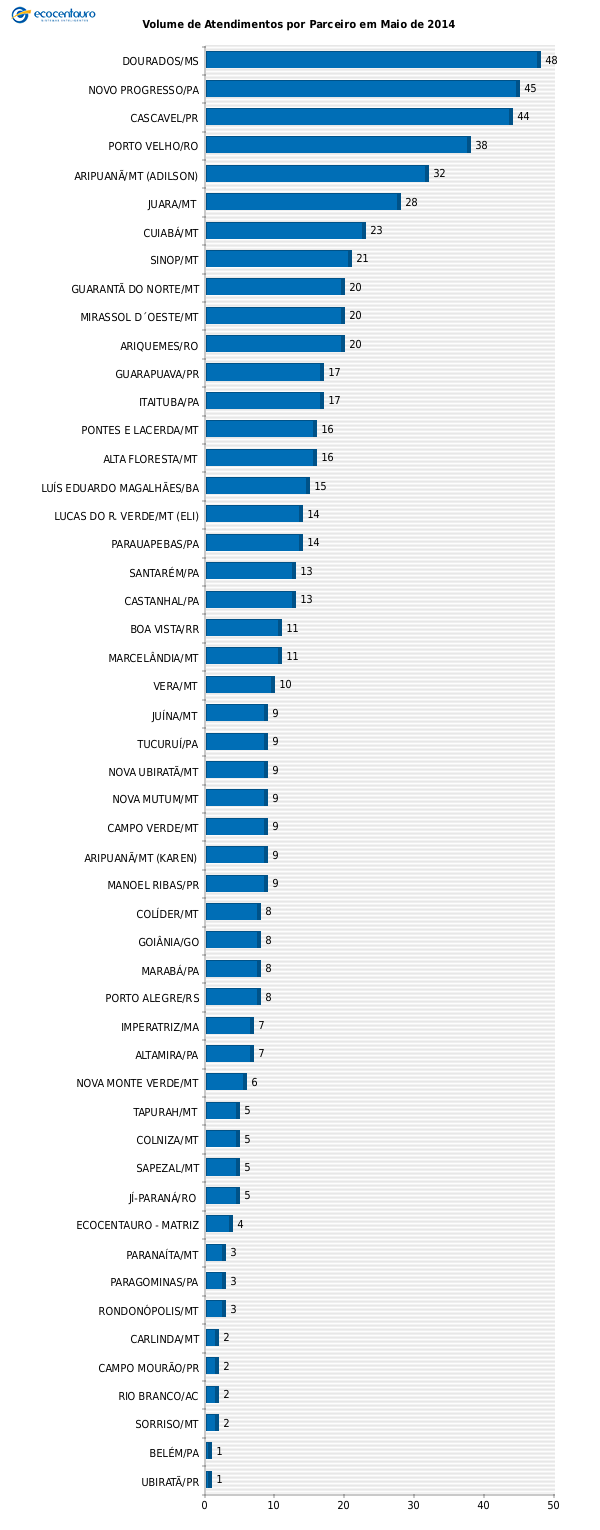 ecocentauro
Volume de Atendimentos por Parceiro em Maio de 2014
DOURADOS/MS 48
NOVO PROGRESSO/PA 45
CASCAVEL/PR 44
PORTO VELHO/RO 38
ARIPUANÃ/MT (ADILSON) 32
JUARA/MT 28
CUIABÁ/MT 23
SINOP/MT 21
GUARANTÃ DO NORTE/MT 20
MIRASSOL D´OESTE/MT 20
ARIQUEMES/RO 20
GUARAPUAVA/PR 17
ITAITUBA/PA 17
PONTES E LACERDA/MT 16
ALTA FLORESTA/MT 16
LUÍS EDUARDO MAGALHÃES/BA 15
LUCAS DO R. VERDE/MT (ELI) 14
PARAUAPEBAS/PA 14
SANTARÉM/PA 13
CASTANHAL/PA 13
BOA VISTA/RR 11
MARCELÂNDIA/MT 11
VERA/MT 10
JUÍNA/MT 9
TUCURUÍ/PA 9
NOVA UBIRATÃ/MT 9
NOVA MUTUM/MT 9
CAMPO VERDE/MT 9
ARIPUANÃ/MT (KAREN) 9
MANOEL RIBAS/PR 9
COLÍDER/MT 8
GOIÂNIA/GO 8
MARABÁ/PA 8
PORTO ALEGRE/RS 8
IMPERATRIZ/MA 7
ALTAMIRA/PA 7
NOVA MONTE VERDE/MT 6
TAPURAH/MT 5
COLNIZA/MT 5
SAPEZAL/MT 5
JÍ-PARANÁ/RO 5
ECOCENTAURO - MATRIZ 4
PARANAÍTA/MT 3
PARAGOMINAS/PA 3
RONDONÓPOLIS/MT 3
CARLINDA/MT 2
CAMPO MOURÃO/PR 2
RIO BRANCO/AC 2
SORRISO/MT 2
BELÉM/PA 1
UBIRATÃ/PR 1
0 10 20 30 40 50